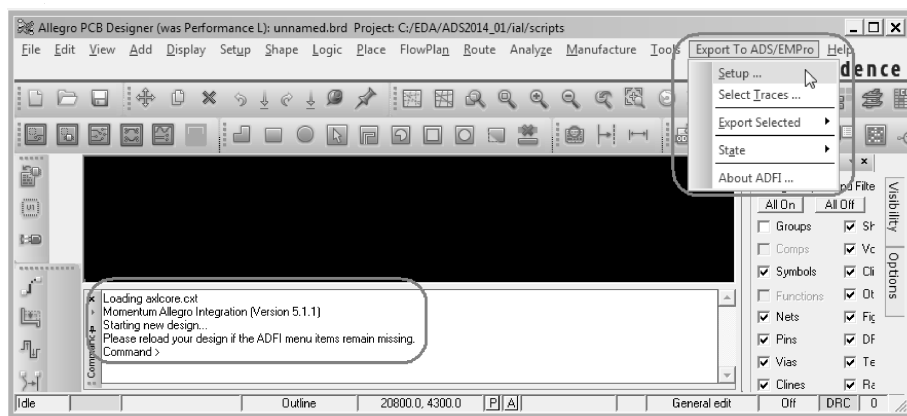 Allegro PCB Designer (was Performance L): unnamed.brd Project: C:/EDA/ADS2014_01/ial/scripts
File Edit View Add Display Setup Shape Logic Place FlowPlan Route Analyze Manufacture Tools Export To ADS/EMPro Help
dence
Setup ...
Select Traces ...
Export Selected
State
About ADFI ...
All On All Off
Groups
Comps
Symbols
Functions
Nets
Pins
Vias
Clines
Visibility
Options
Loading axlcore.cxt
Momentum Allegro Integration (Version 5.1.1)
Starting new design...
Please reload your design if the ADFI menu items remain missing.
Command >
Command
Idle Outline 20800.0, 4300.0 P A General edit Off DRC 0